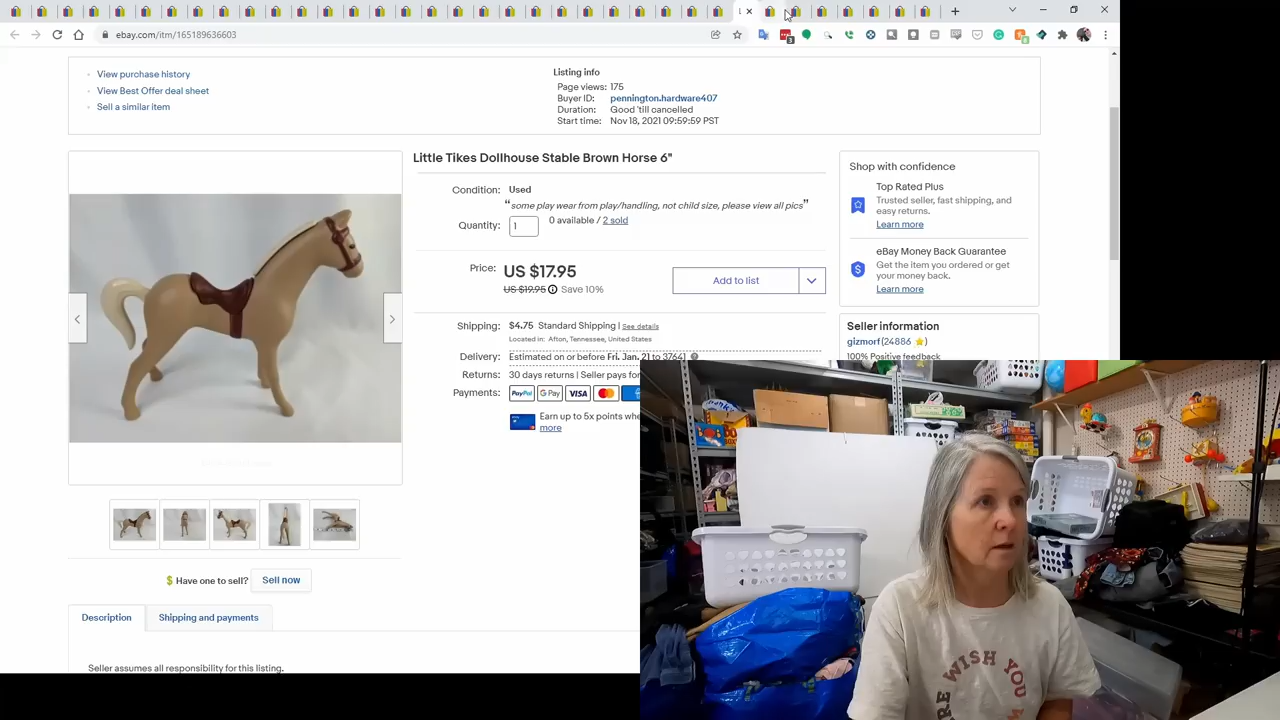 ebay.com/itm/165189636603
View purchase history
View Best Offer deal sheet
Sell a similar item
Listing info
Page views: 175
Buyer ID: pennington.hardware407
Duration: Good 'till cancelled
Start time: Nov 18, 2021 09:59:59 PST
Little Tikes Dollhouse Stable Brown Horse 6"
Condition: Used
“some play wear from play/handling, not child size, please view all pics”
Quantity: 1 0 available / 2 sold
Price: US $17.95
US $19.95 Save 10%
Add to list
Shipping: $4.75 Standard Shipping | See details
Located in: Afton, Tennessee, United States
Delivery: Estimated on or before Fri. Jan. 21 to 37641
Returns: 30 days returns | Seller pays for
Payments: PayPal G Pay VISA
Earn up to 5x points whe
more
Shop with confidence
Top Rated Plus
Trusted seller, fast shipping, and
easy returns.
Learn more
eBay Money Back Guarantee
Get the item you ordered or get
your money back.
Learn more
Seller information
gizmorf (24886 )
100% Positive feedback
Have one to sell? Sell now
Description
Shipping and payments
Seller assumes all responsibility for this listing.
WISH YOU